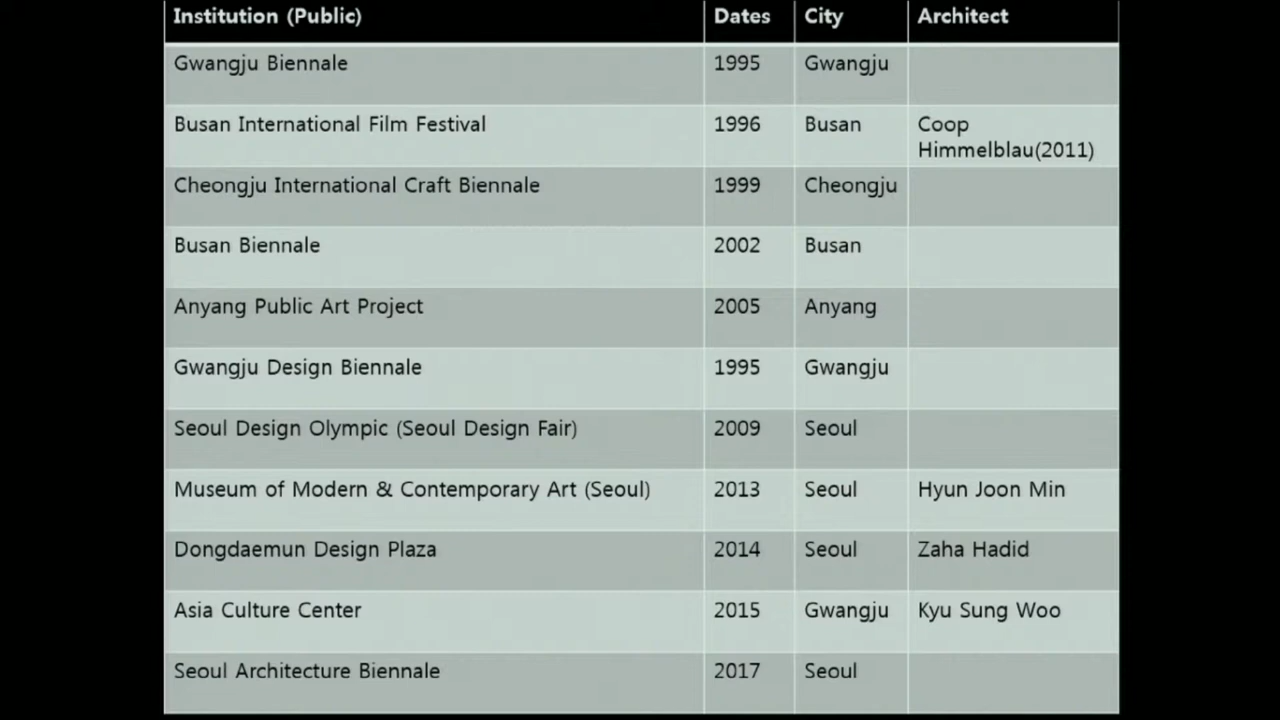 Institution (Public) Dates City Architect
Gwangju Biennale 1995 Gwangju
Busan International Film Festival 1996 Busan Coop
Himmelblau(2011)
Cheongju International Craft Biennale 1999 Cheongju
Busan Biennale 2002 Busan
Anyang Public Art Project 2005 Anyang
Gwangju Design Biennale 1995 Gwangju
Seoul Design Olympic (Seoul Design Fair) 2009 Seoul
Museum of Modern & Contemporary Art (Seoul) 2013 Seoul Hyun Joon Min
Dongdaemun Design Plaza 2014 Seoul Zaha Hadid
Asia Culture Center 2015 Gwangju Kyu Sung Woo
Seoul Architecture Biennale 2017 Seoul